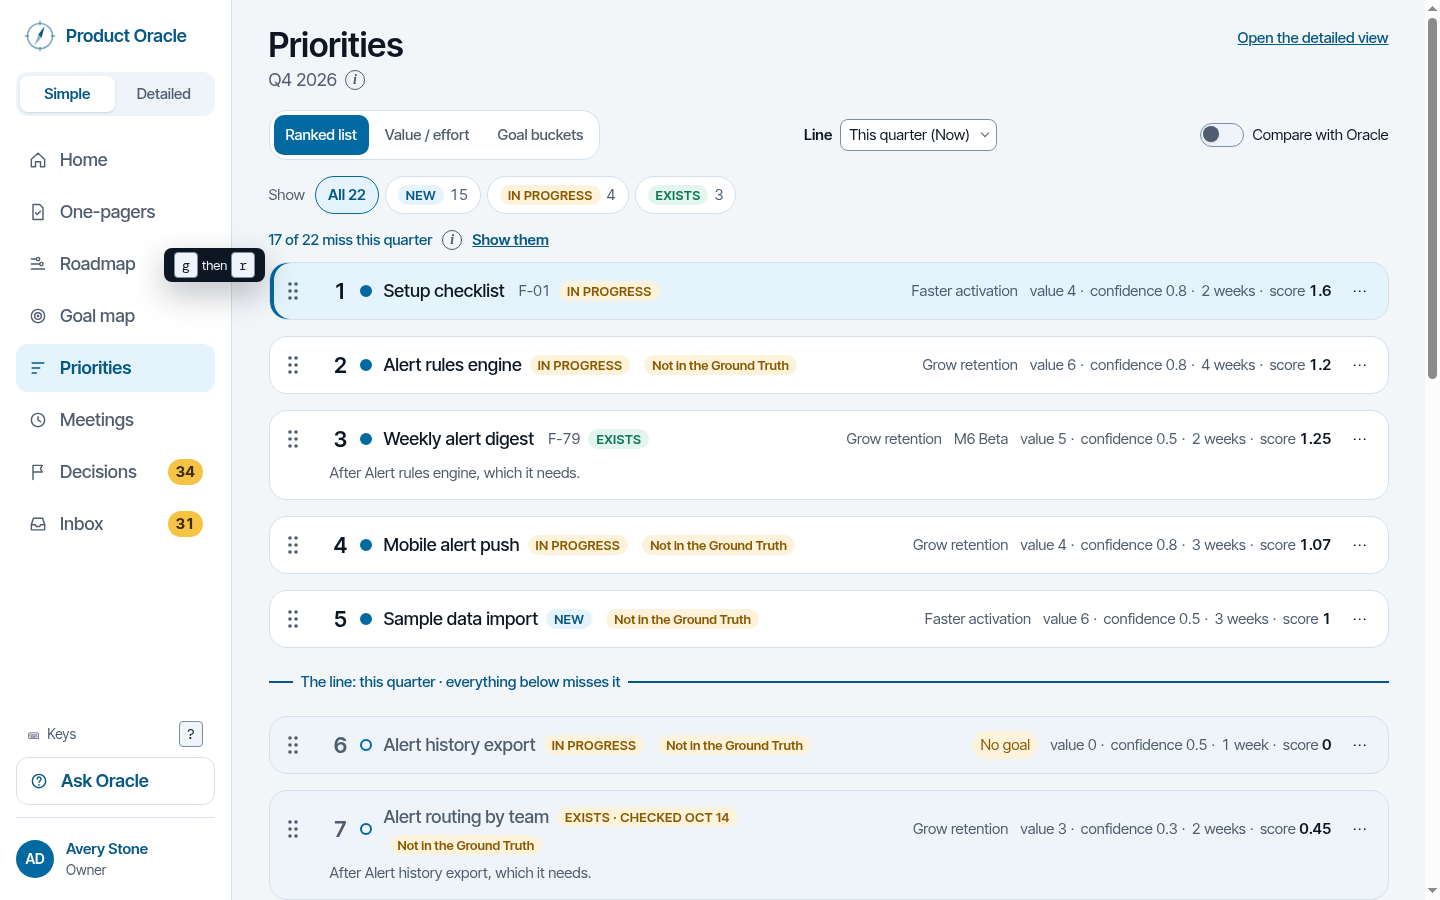 Product Oracle
Simple
Detailed
Home
One-pagers
Roadmap
g then r
Goal map
Priorities
Meetings
Decisions 34
Inbox 31
Keys ?
Ask Oracle
AD
Avery Stone
Owner
Priorities
Open the detailed view
Q4 2026 i
Ranked list
Value / effort
Goal buckets
Line This quarter (Now)
Compare with Oracle
Show All 22 NEW 15 IN PROGRESS 4 EXISTS 3
17 of 22 miss this quarter i Show them
1 Setup checklist F-01 IN PROGRESS Faster activation value 4 · confidence 0.8 · 2 weeks · score 1.6 ···
2 Alert rules engine IN PROGRESS Not in the Ground Truth Grow retention value 6 · confidence 0.8 · 4 weeks · score 1.2 ···
3 Weekly alert digest F-79 EXISTS Grow retention M6 Beta value 5 · confidence 0.5 · 2 weeks · score 1.25 ···
After Alert rules engine, which it needs.
4 Mobile alert push IN PROGRESS Not in the Ground Truth Grow retention value 4 · confidence 0.8 · 3 weeks · score 1.07 ···
5 Sample data import NEW Not in the Ground Truth Faster activation value 6 · confidence 0.5 · 3 weeks · score 1 ···
The line: this quarter · everything below misses it
6 Alert history export IN PROGRESS Not in the Ground Truth No goal value 0 · confidence 0.5 · 1 week · score 0 ···
7 Alert routing by team EXISTS · CHECKED OCT 14 Grow retention value 3 · confidence 0.3 · 2 weeks · score 0.45 ···
Not in the Ground Truth
After Alert history export, which it needs.